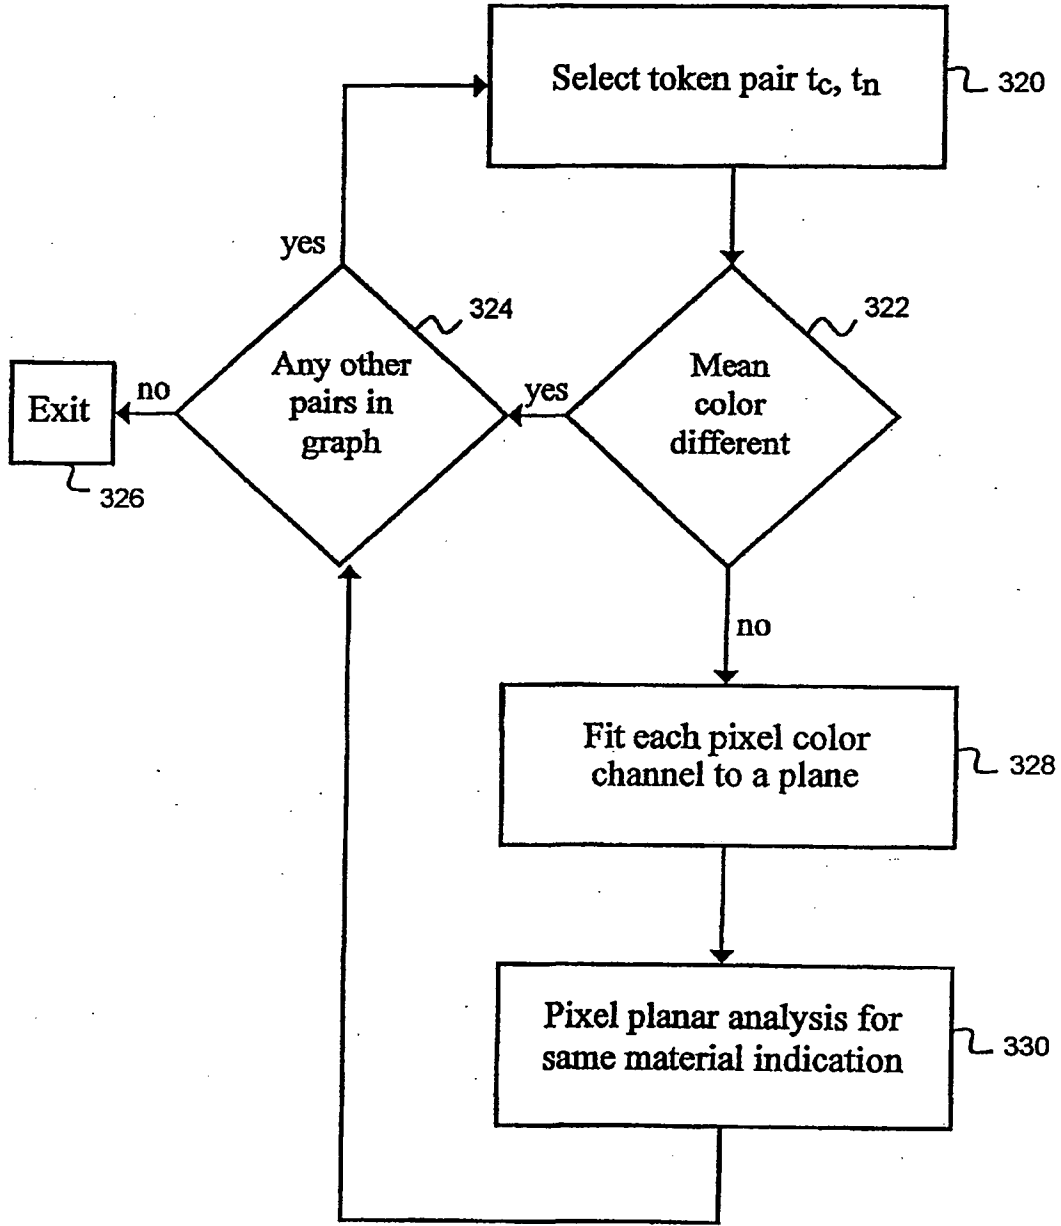 Select token pair tc, tn
320
yes
324
322
Any other
pairs in
graph
Mean
color
different
yes
no
Exit
326
no
Fit each pixel color
channel to a plane
328
Pixel planar analysis for
same material indication
330